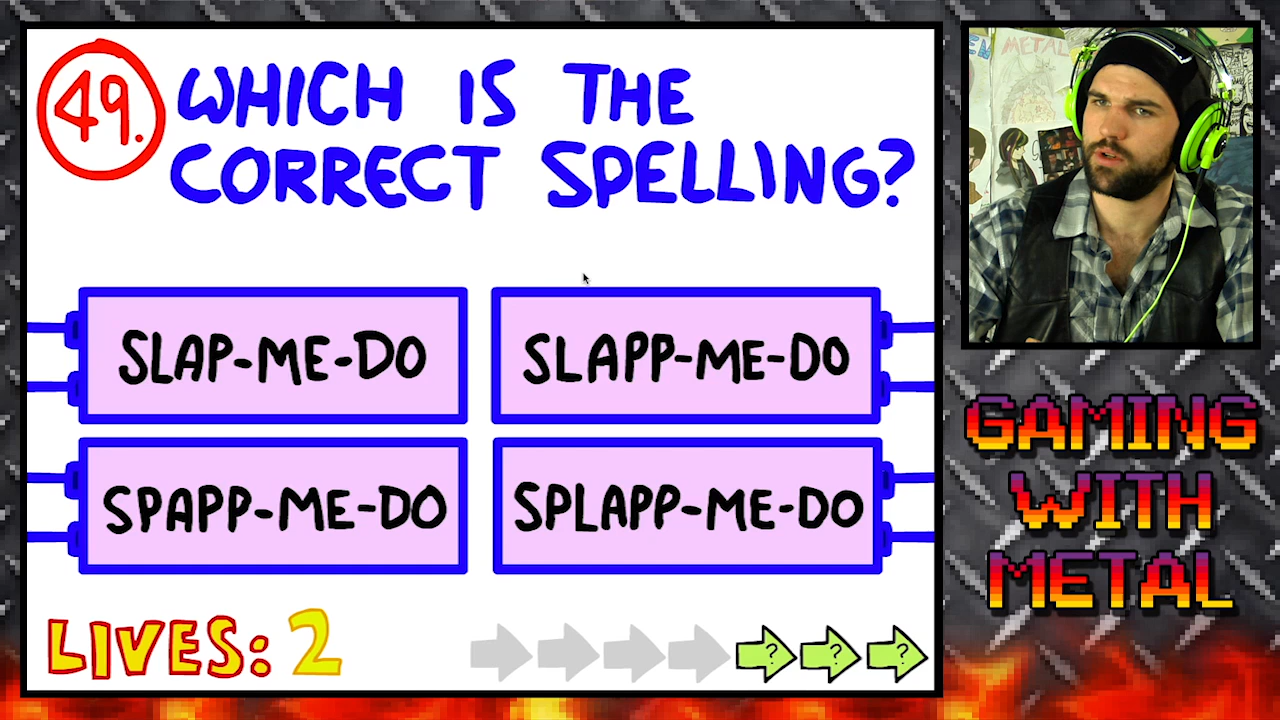 49. WHICH IS THE
CORRECT SPELLING?
SLAP-ME-DO
SLAPP-ME-DO
SPAPP-ME-DO
SPLAPP-ME-DO
LIVES: 2
? ? ?
METAL
GAMING
WITH
METAL